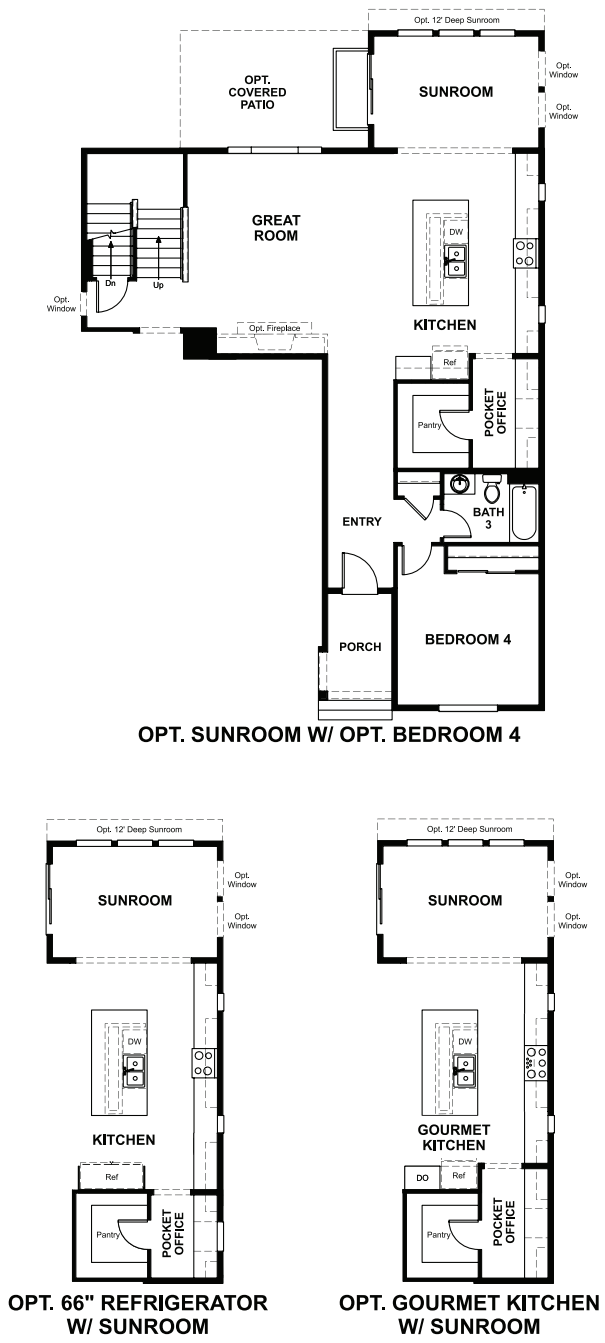 Opt. 12' Deep Sunroom
OPT.
COVERED
PATIO
SUNROOM
Opt.
Window
Opt.
Window
GREAT
ROOM
DW
Dn
Up
Opt.
Window
Opt. Fireplace
KITCHEN
Ref
Pantry
POCKET
OFFICE
ENTRY
BATH
3
PORCH
BEDROOM 4
OPT. SUNROOM W/ OPT. BEDROOM 4
Opt. 12' Deep Sunroom
SUNROOM
Opt.
Window
Opt.
Window
DW
KITCHEN
Ref
Pantry
POCKET
OFFICE
OPT. 66" REFRIGERATOR
W/ SUNROOM
Opt. 12' Deep Sunroom
SUNROOM
Opt.
Window
Opt.
Window
DW
GOURMET
KITCHEN
DO
Ref
Pantry
POCKET
OFFICE
OPT. GOURMET KITCHEN
W/ SUNROOM